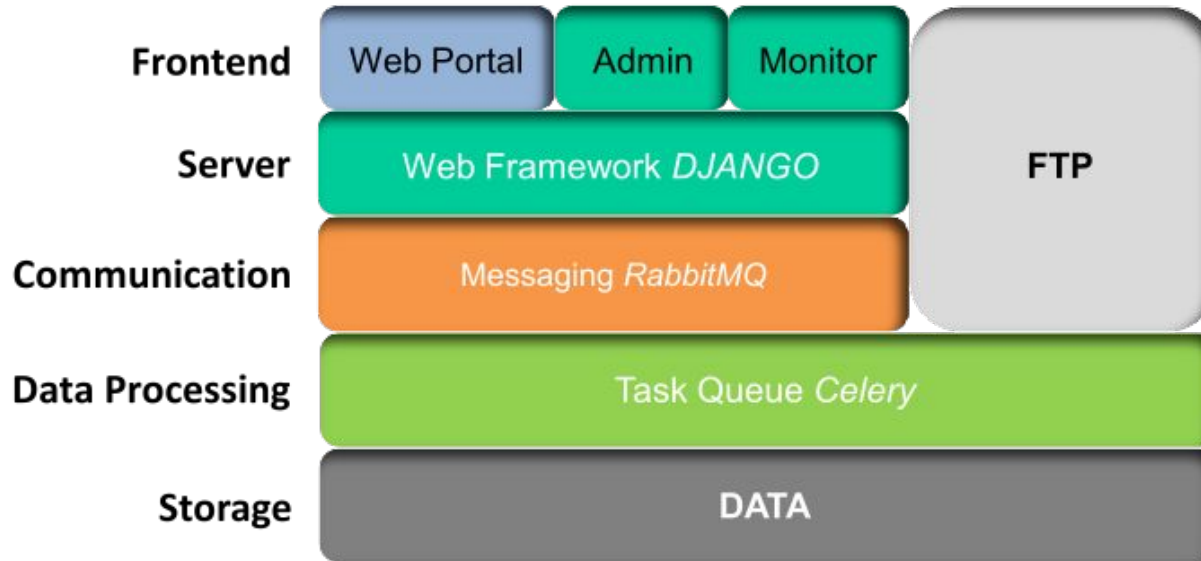 Frontend
Web Portal
Admin
Monitor
Server
Web Framework DJANGO
FTP
Communication
Messaging RabbitMQ
Data Processing
Task Queue Celery
Storage
DATA